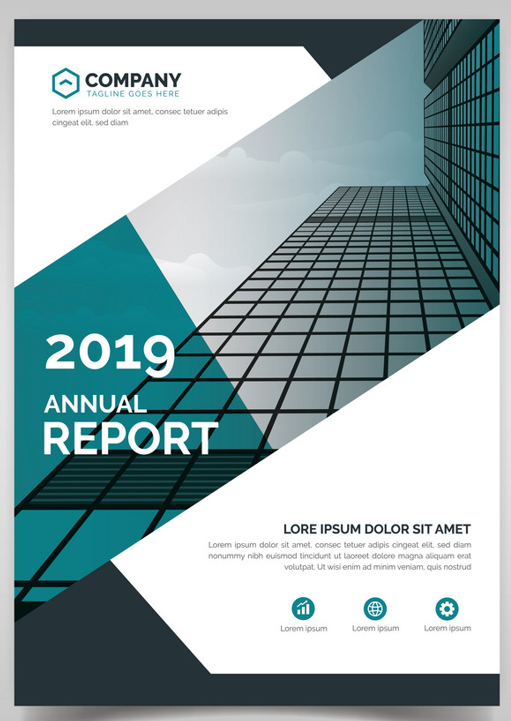 COMPANY
TAGLINE GOES HERE
Lorem ipsum dolor sit amet, consec tetuer adipis
cingeat elit, sed diam
2019
ANNUAL
REPORT
LORE IPSUM DOLOR SIT AMET
Lorem ipsum dolor sit amet, consec tetuer adipis cingeat elit, sed diam
nonummy nibh euismod tincidunt ut laoreet dolore magna aliquam erat
volutpat. Ut wisi enim ad minim veniam, quis nostrud
Lorem ipsum Lorem ipsum Lorem ipsum